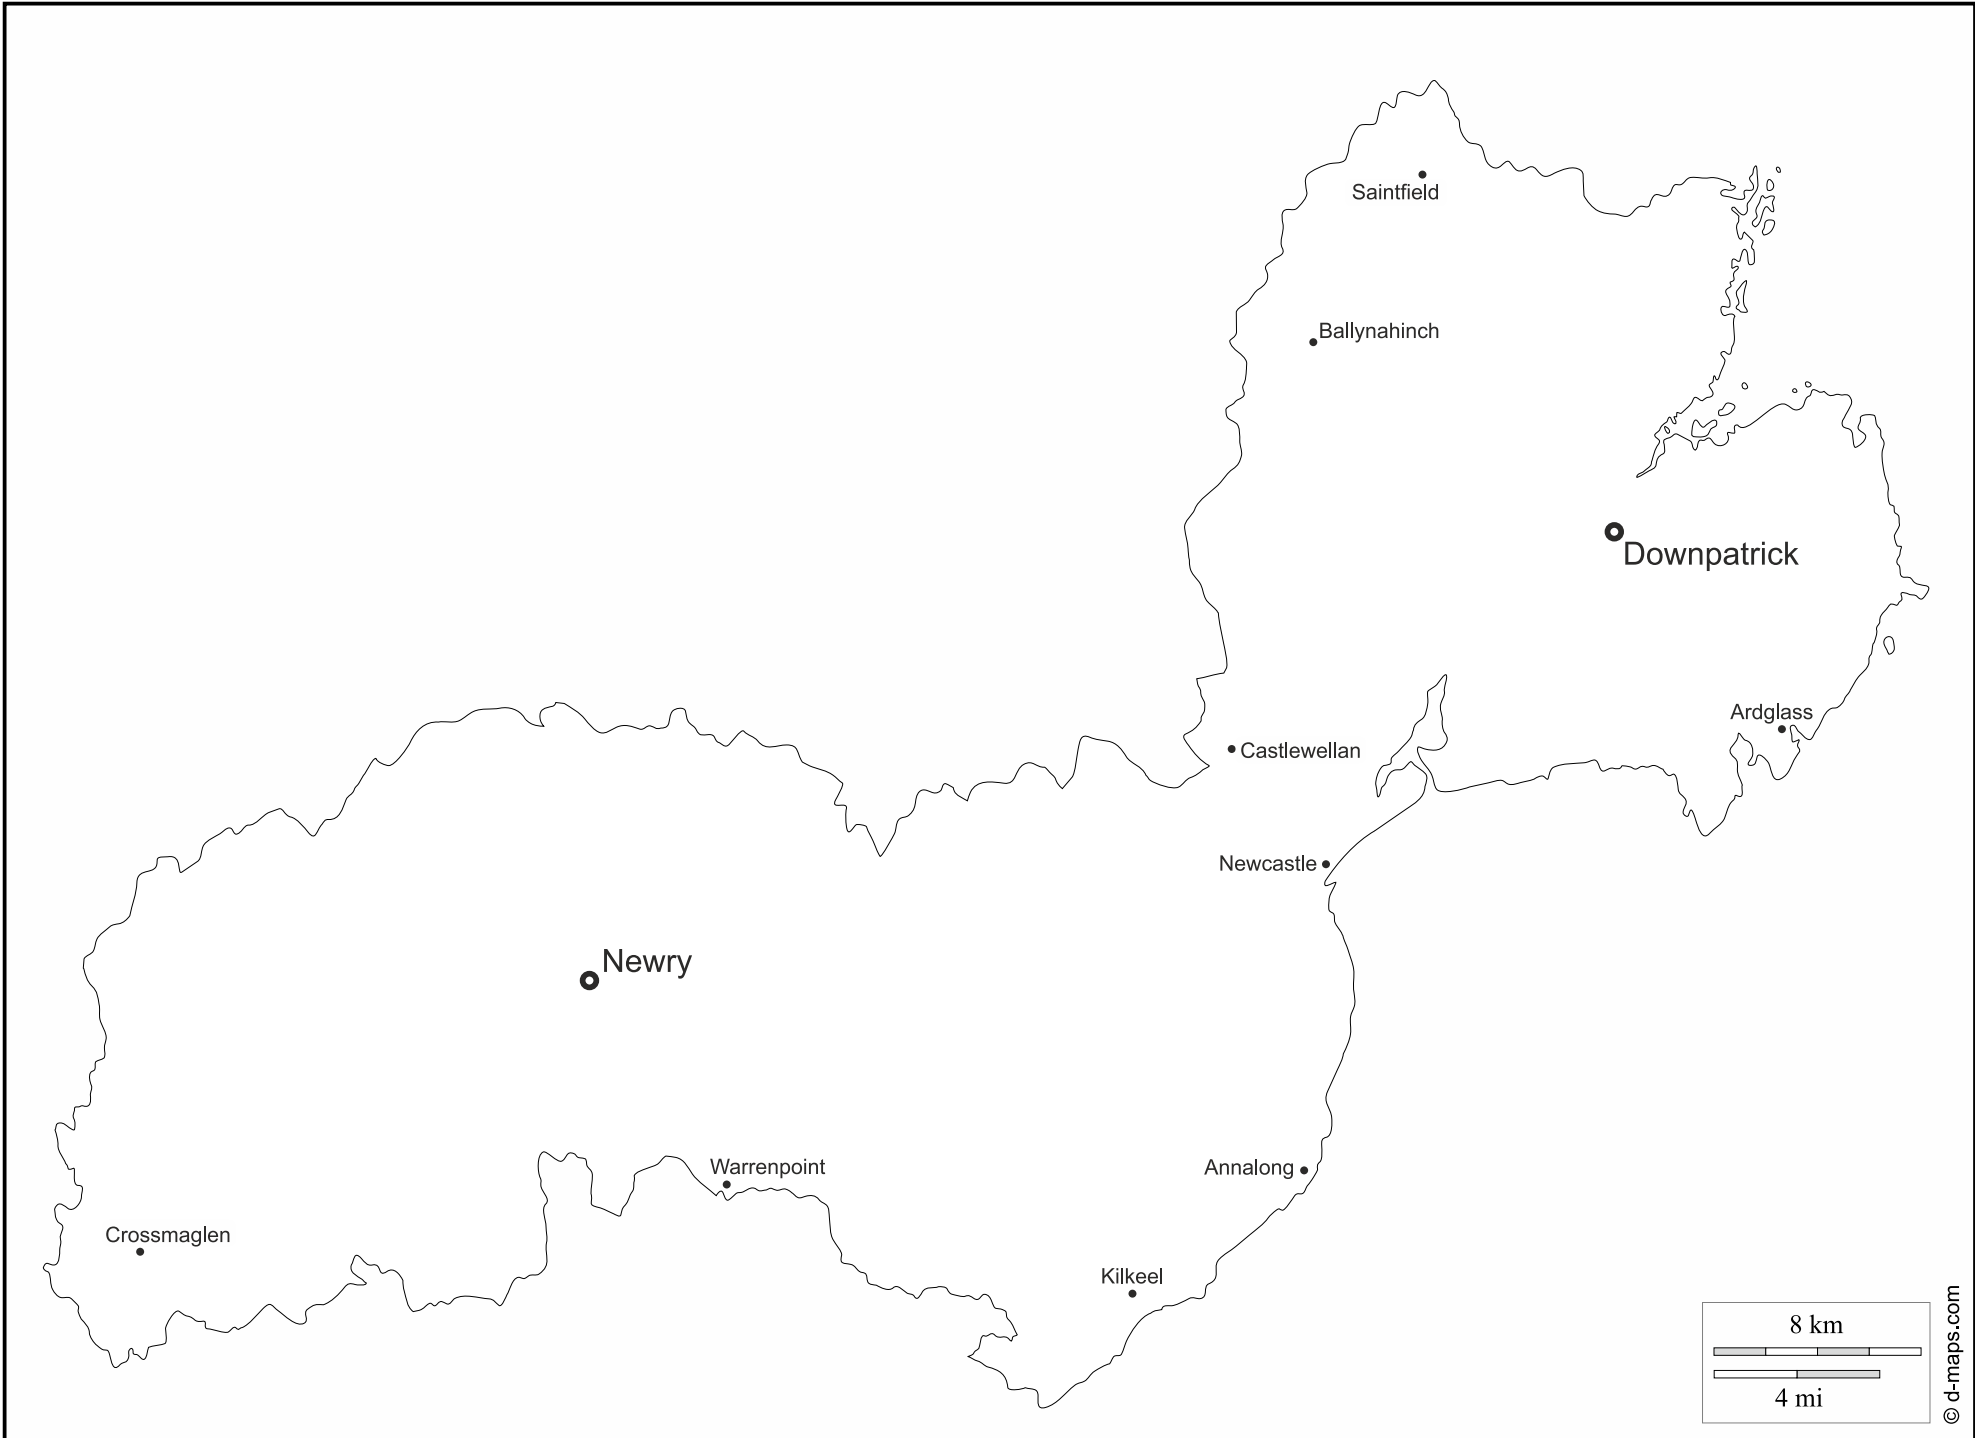 Saintfield
Ballynahinch
Downpatrick
Ardglass
Castlewellan
Newcastle
Newry
Warrenpoint
Annalong
Crossmaglen
Kilkeel
8 km
4 mi
© d-maps.com